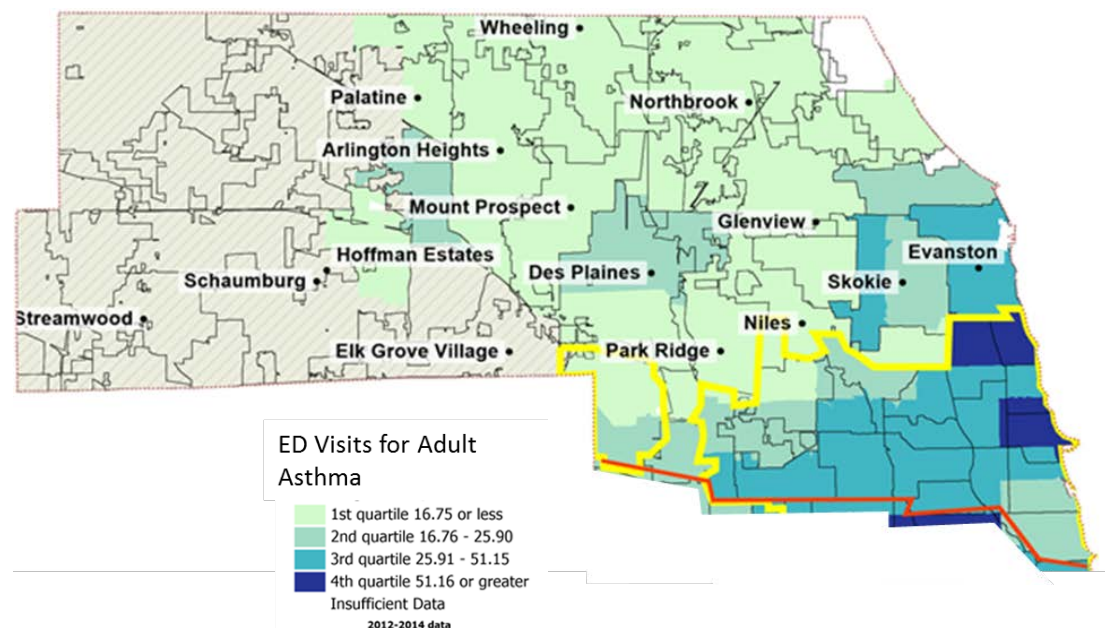 Wheeling
Palatine
Northbrook
Arlington Heights
Mount Prospect
Glenview
Hoffman Estates
Evanston
Schaumburg
Des Plaines
Skokie
Streamwood
Niles
Elk Grove Village
Park Ridge
ED Visits for Adult
Asthma
1st quartile 16.75 or less
2nd quartile 16.76 - 25.90
3rd quartile 25.91 - 51.15
4th quartile 51.16 or greater
Insufficient Data
2012-2014 data